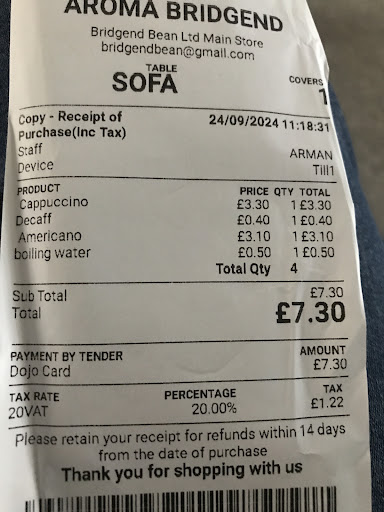 AROMA BRIDGEND
Bridgend Bean Ltd Main Store
bridgendbean@gmail.com
TABLE
SOFA
COVERS
1
Copy - Receipt of
Purchase(Inc Tax)
24/09/2024 11:18:31
Staff ARMAN
Device Till1
PRODUCT PRICE QTY TOTAL
Cappuccino £3.30 1 £3.30
Decaff £0.40 1 £0.40
Americano £3.10 1 £3.10
boiling water £0.50 1 £0.50
Total Qty 4
Sub Total £7.30
Total £7.30
PAYMENT BY TENDER AMOUNT
Dojo Card £7.30
TAX RATE PERCENTAGE TAX
20VAT 20.00% £1.22
Please retain your receipt for refunds within 14 days
from the date of purchase
Thank you for shopping with us